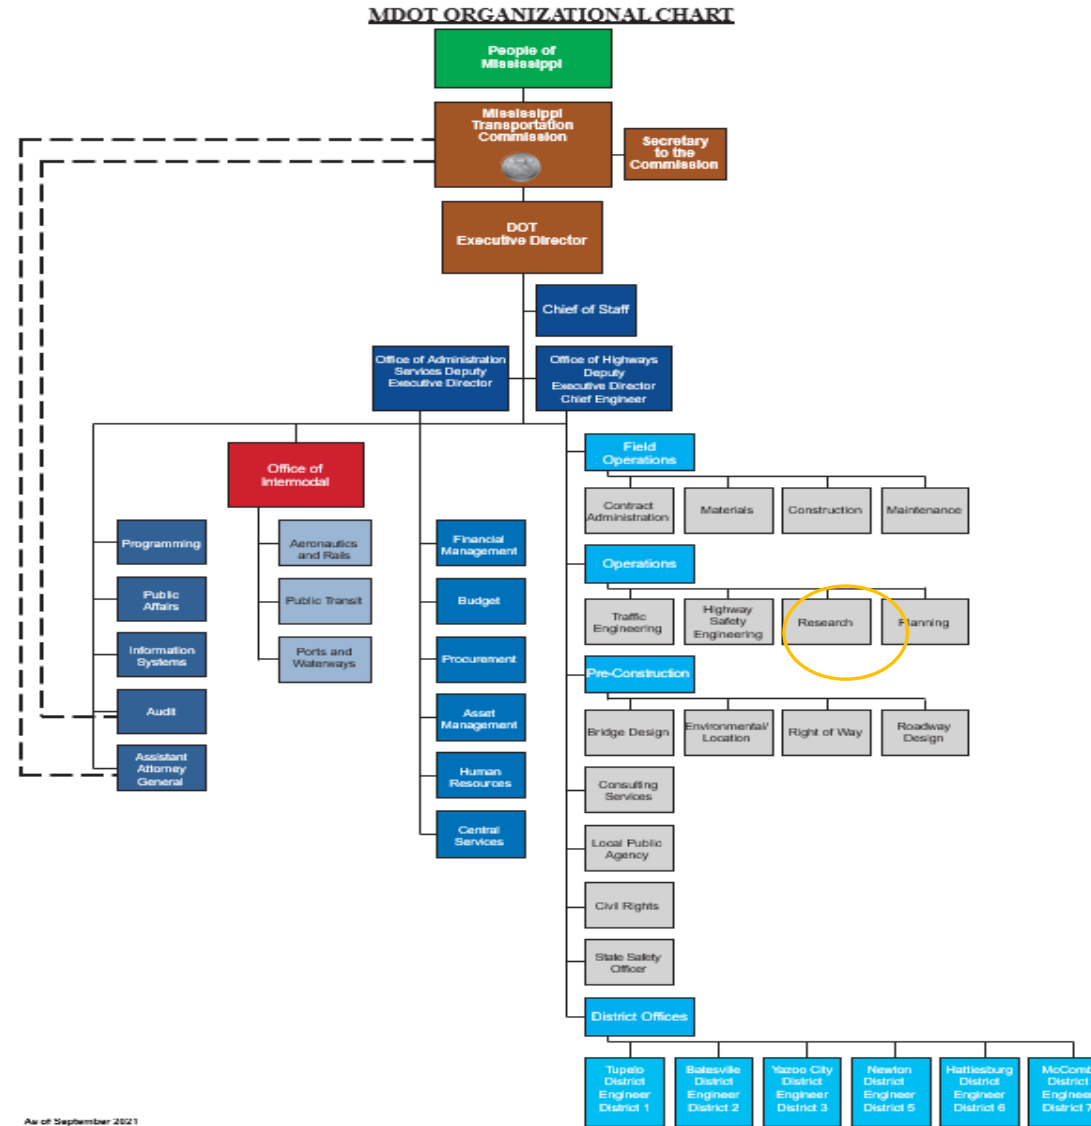 MDOT ORGANIZATIONAL CHART
People of
Mississippi
Mississippi
Transportation
Commission
Secretary
to the
Commission
DOT
Executive Director
Chief of Staff
Office of Administration
Services Deputy
Executive Director
Office of Highways
Deputy
Executive Director
Chief Engineer
Office of
Intermodal
Programming
Public
Affairs
Information
Systems
Audit
Assistant
Attorney
General
Aeronautics
and Rails
Public Transit
Ports and
Waterways
Financial
Management
Budget
Procurement
Asset
Management
Human
Resources
Central
Services
Field
Operations
Contract
Administration
Materials
Construction
Maintenance
Operations
Traffic
Engineering
Highway
Safety
Engineering
Research
Planning
Pre-Construction
Bridge Design
Environmental/
Location
Right of Way
Roadway
Design
Consulting
Services
Local Public
Agency
Civil Rights
State Safety
Officer
District Offices
Tupelo
District
Engineer
District 1
Batesville
District
Engineer
District 2
Yazoo City
District
Engineer
District 3
Newton
District
Engineer
District 5
Hattiesburg
District
Engineer
District 6
McComb
District
Engineer
District 7
As of September 2021